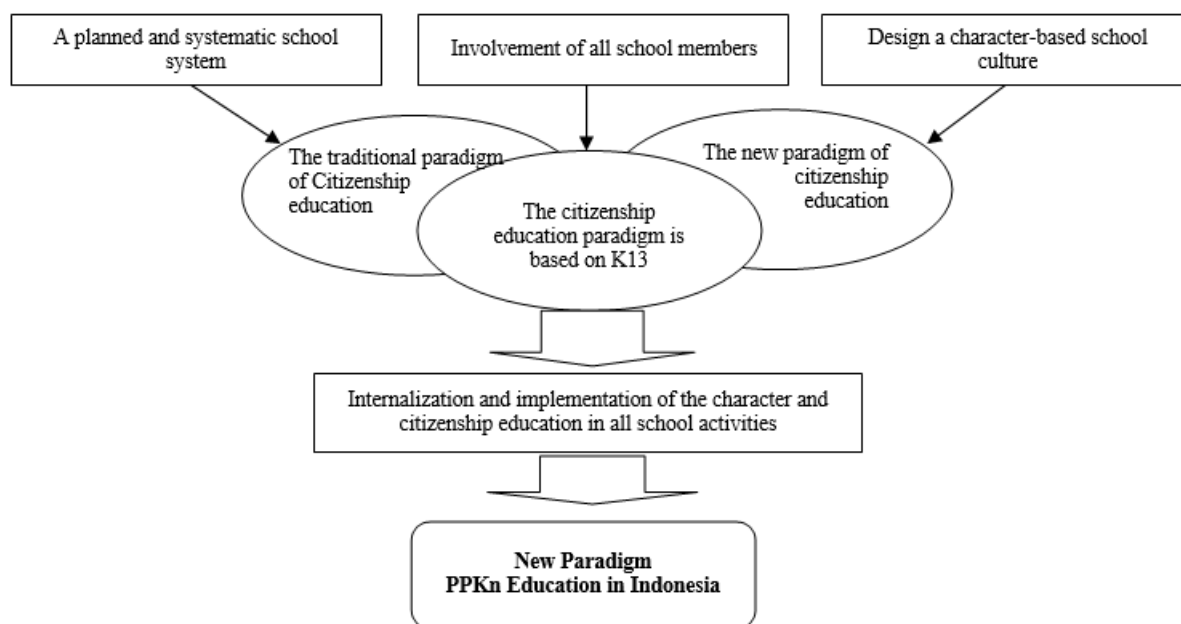 A planned and systematic school
system
Involvement of all school members
Design a character-based school
culture
The traditional paradigm
of Citizenship
education
The new paradigm of
citizenship
education
The citizenship
education paradigm is
based on K13
Internalization and implementation of the character and
citizenship education in all school activities
New Paradigm
PPKn Education in Indonesia